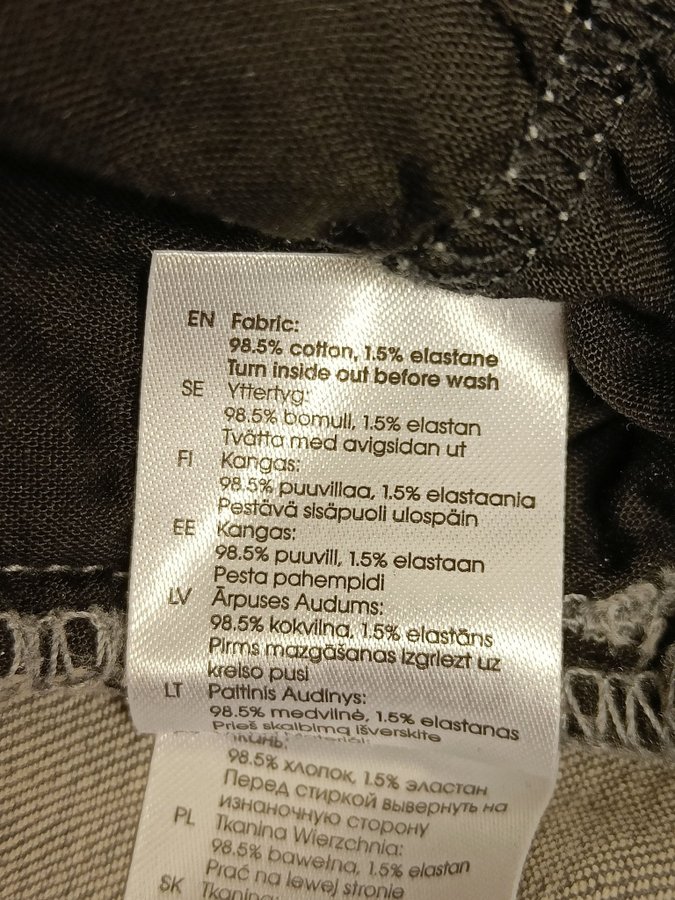 EN Fabric:
98.5% cotton, 1.5% elastane
Turn inside out before wash
SE Yttertyg:
98.5% bomull, 1.5% elastan
Tvätta med avigsidan ut
FI Kangas:
98.5% puuvillaa, 1.5% elastaania
Pestävä sisäpuoli ulospäin
EE Kangas:
98.5% puuvill, 1.5% elastaan
Pesta pahempidi
LV Ārpuses Audums:
98.5% kokvilna, 1.5% elastāns
Pirms mazgāšanas izgriezt uz
kreiso pusi
LT Paltinis Audinys:
98.5% medvilnė, 1.5% elastanas
Prieš skalbimą išverskite
98.5% хлопок, 1.5% эластан
Перед стиркой вывернуть на
изнаночную сторону
PL Tkanina Wierzchnia:
98.5% bawełna, 1.5% elastan
Prać na lewej stronie
SK Tkanina